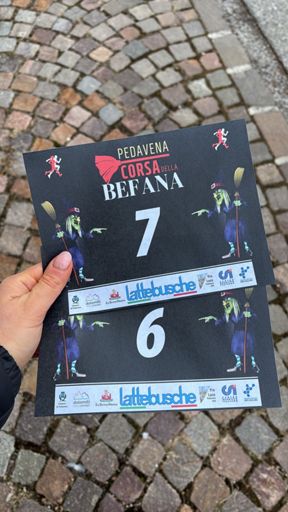 PEDAVENA
CORSA DELLA
BEFANA
7
Lattebusche
6
Lattebusche